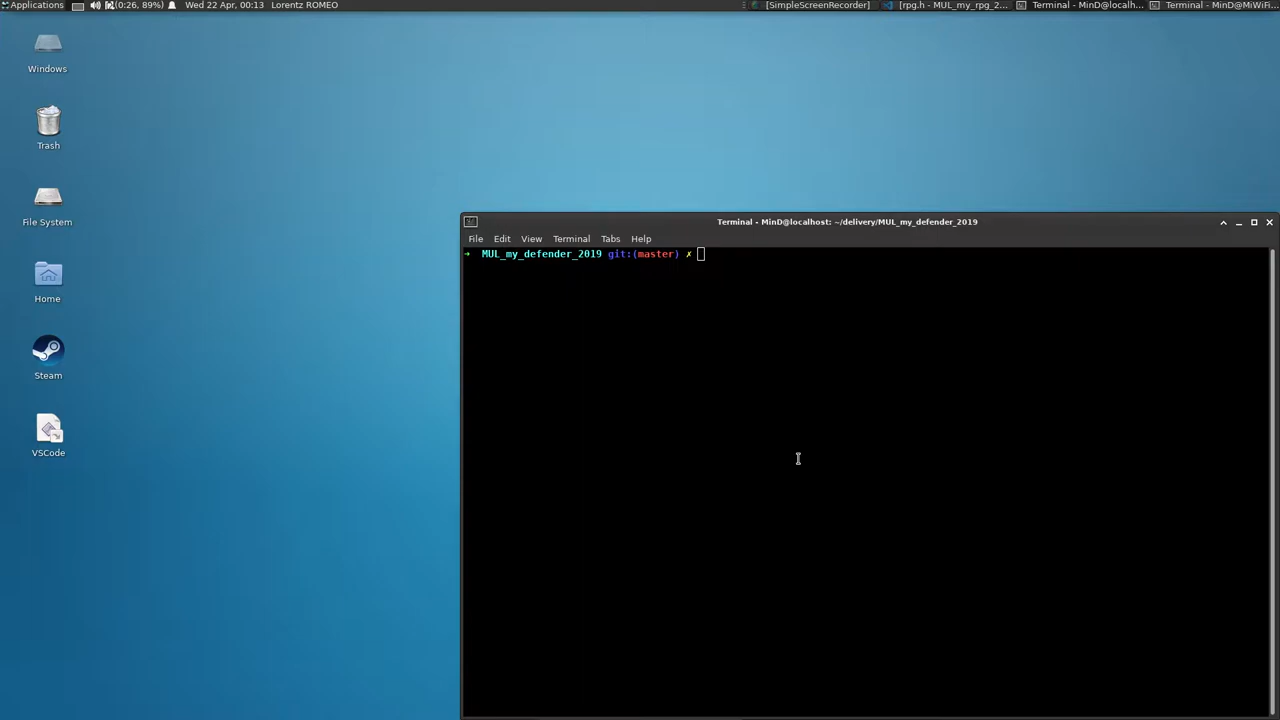 Applications (0:26, 89%) Wed 22 Apr, 00:13 Lorentz ROMEO [SimpleScreenRecorder] [rpg.h - MUL_my_rpg_2... Terminal - MinD@localh... Terminal - MinD@MiWiFi...
Windows
Trash
File System
Home
Steam
VSCode
Terminal - MinD@localhost: ~/delivery/MUL_my_defender_2019
File Edit View Terminal Tabs Help
➜ MUL_my_defender_2019 git:(master) ✗